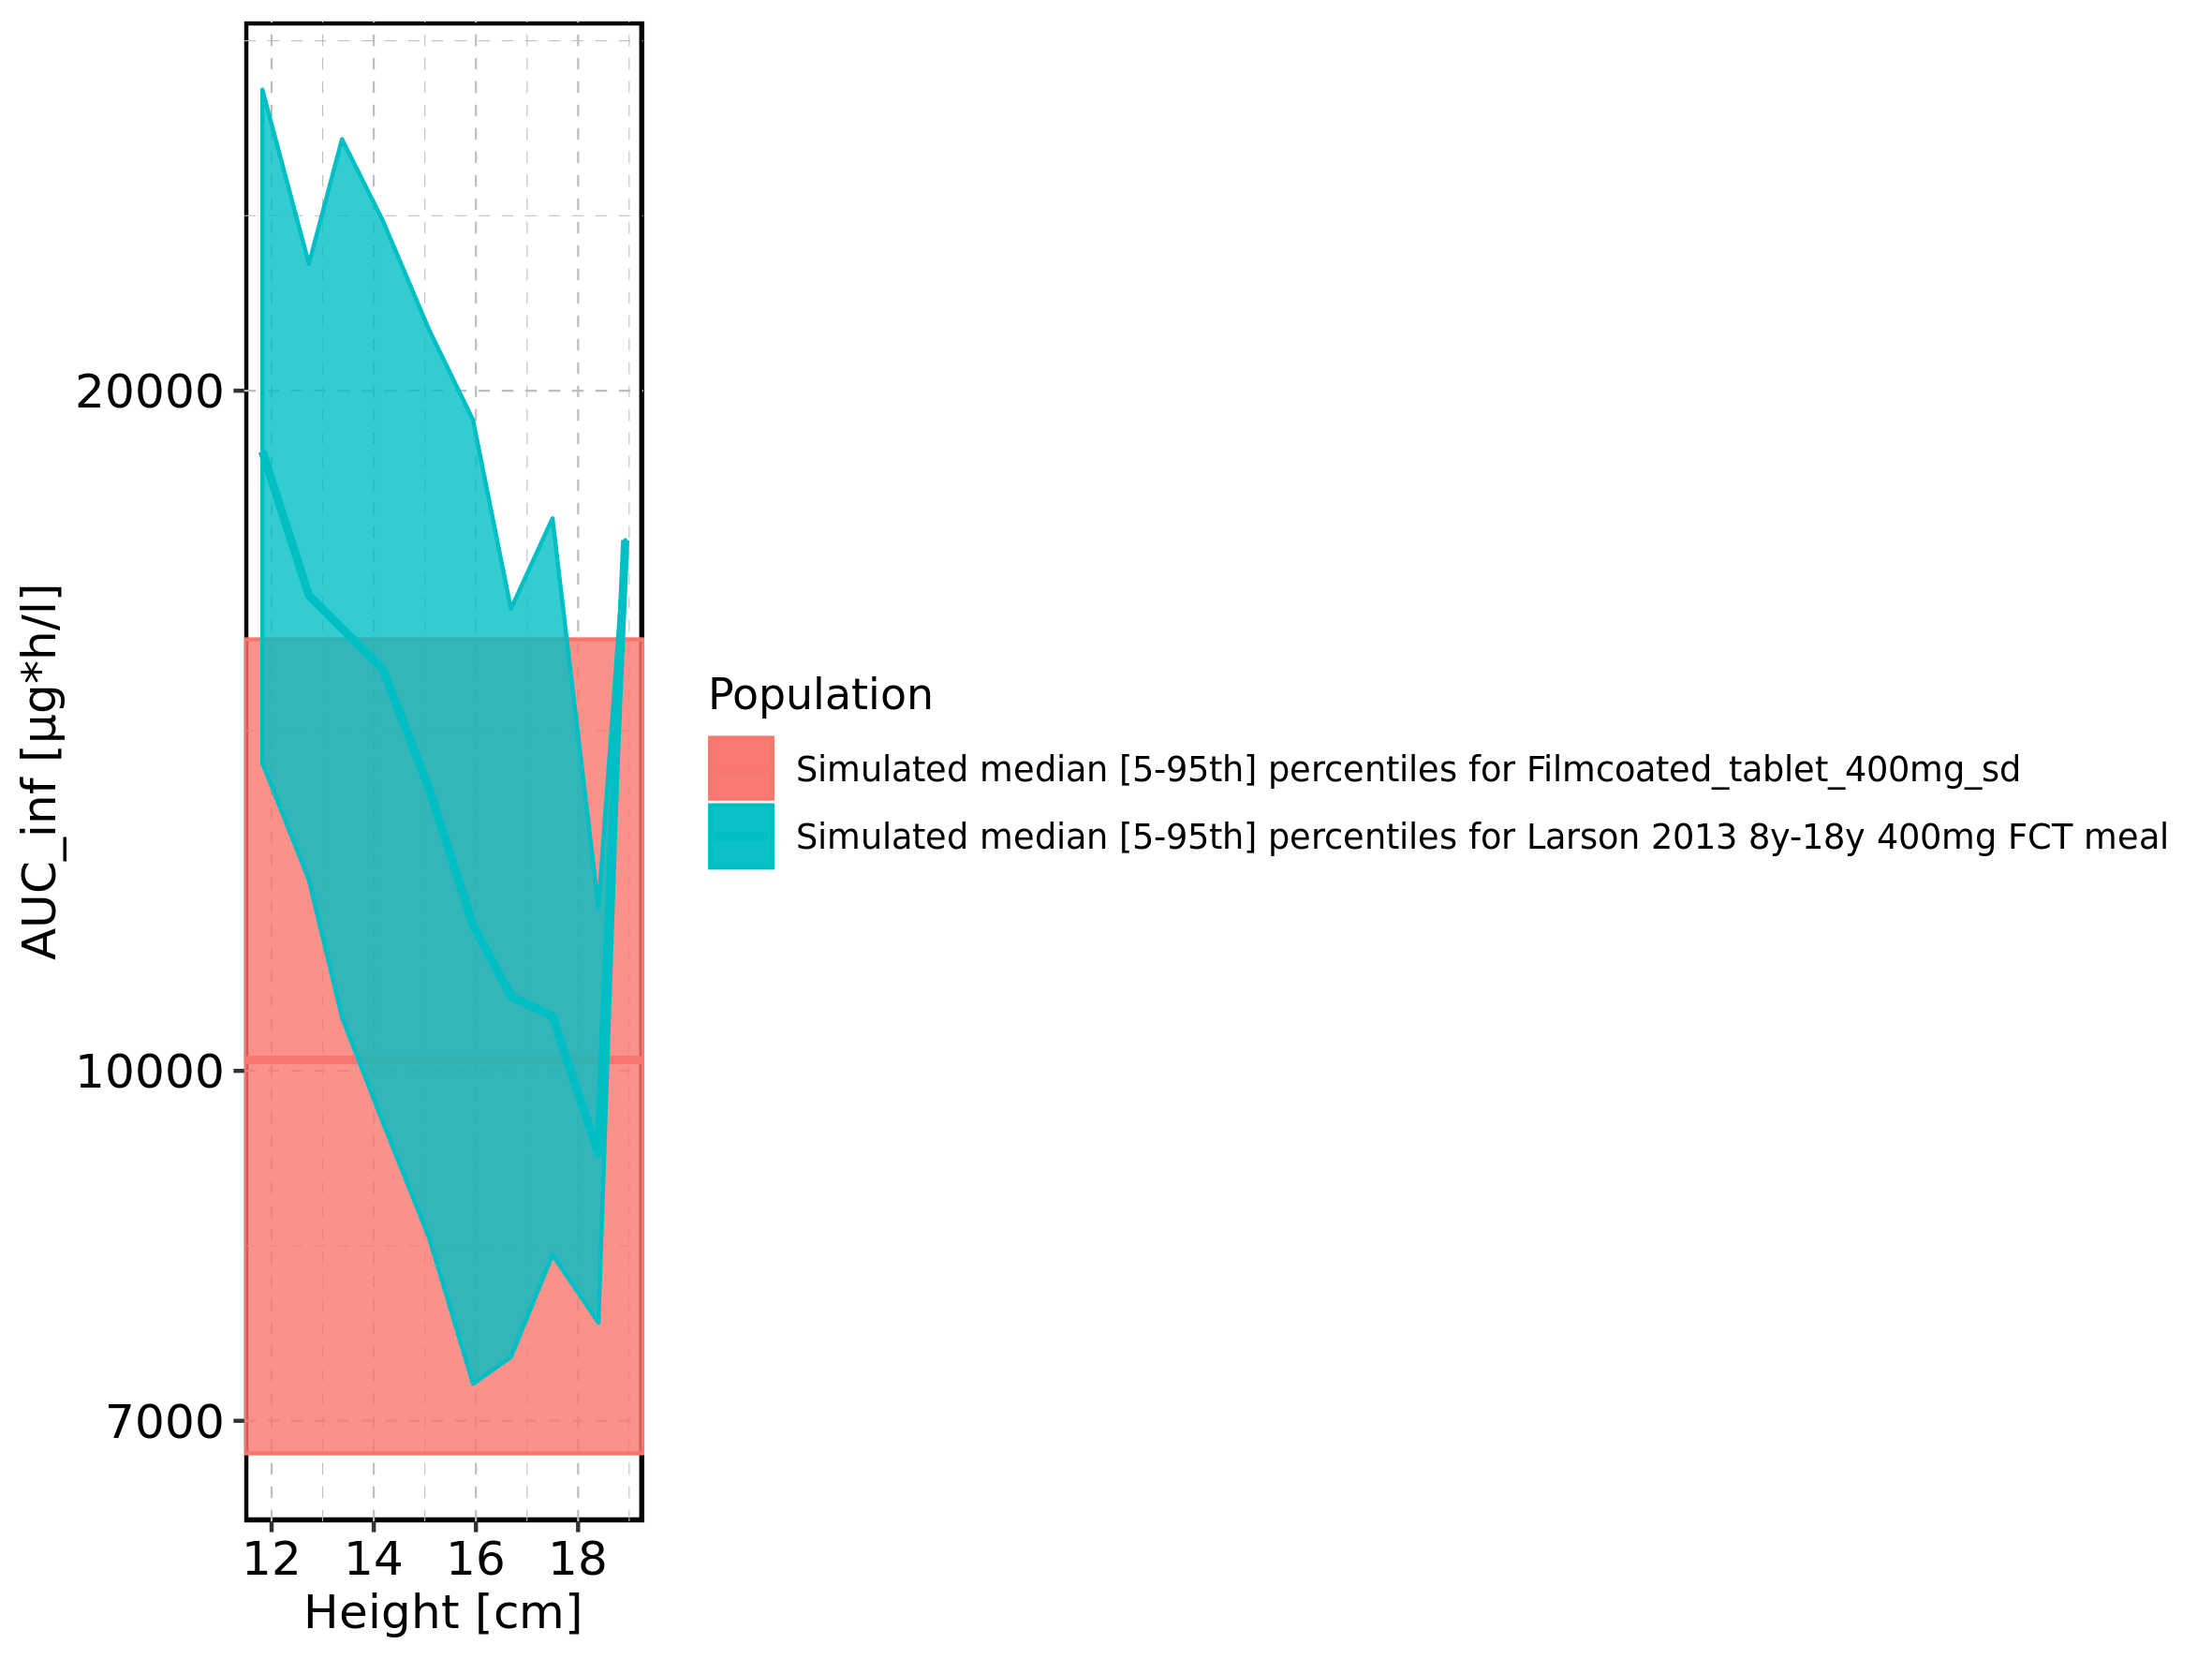 AUC_inf [µg*h/l]
20000
10000
7000
12 14 16 18
Height [cm]
Population
Simulated median [5-95th] percentiles for Filmcoated_tablet_400mg_sd
Simulated median [5-95th] percentiles for Larson 2013 8y-18y 400mg FCT meal